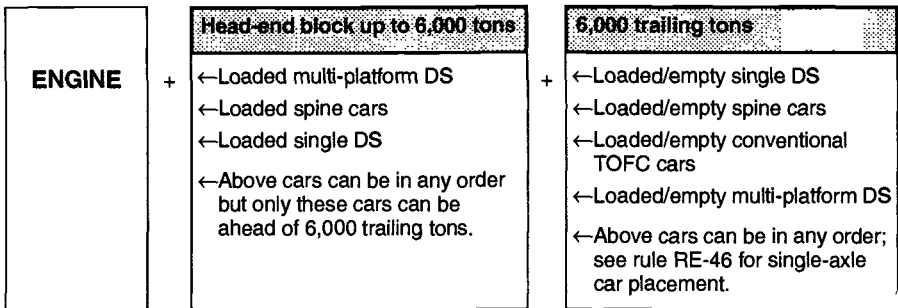 Head-end block up to 6,000 tons
6,000 trailing tons
ENGINE
+
←Loaded multi-platform DS
←Loaded spine cars
←Loaded single DS
←Above cars can be in any order
but only these cars can be
ahead of 6,000 trailing tons.
+
←Loaded/empty single DS
←Loaded/empty spine cars
←Loaded/empty conventional
TOFC cars
←Loaded/empty multi-platform DS
←Above cars can be in any order;
see rule RE-46 for single-axle
car placement.